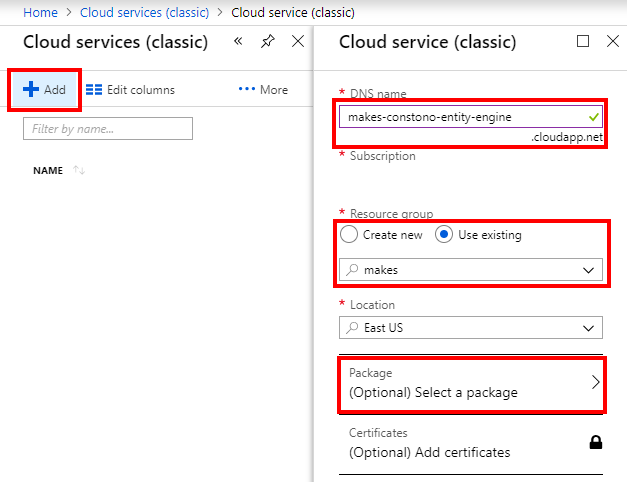 Home > Cloud services (classic) > Cloud service (classic)
Cloud services (classic)
Add
Edit columns
More
Filter by name...
NAME
Cloud service (classic)
* DNS name
makes-constono-entity-engine
.cloudapp.net
* Subscription
* Resource group
Create new
Use existing
makes
* Location
East US
Package
(Optional) Select a package
Certificates
(Optional) Add certificates